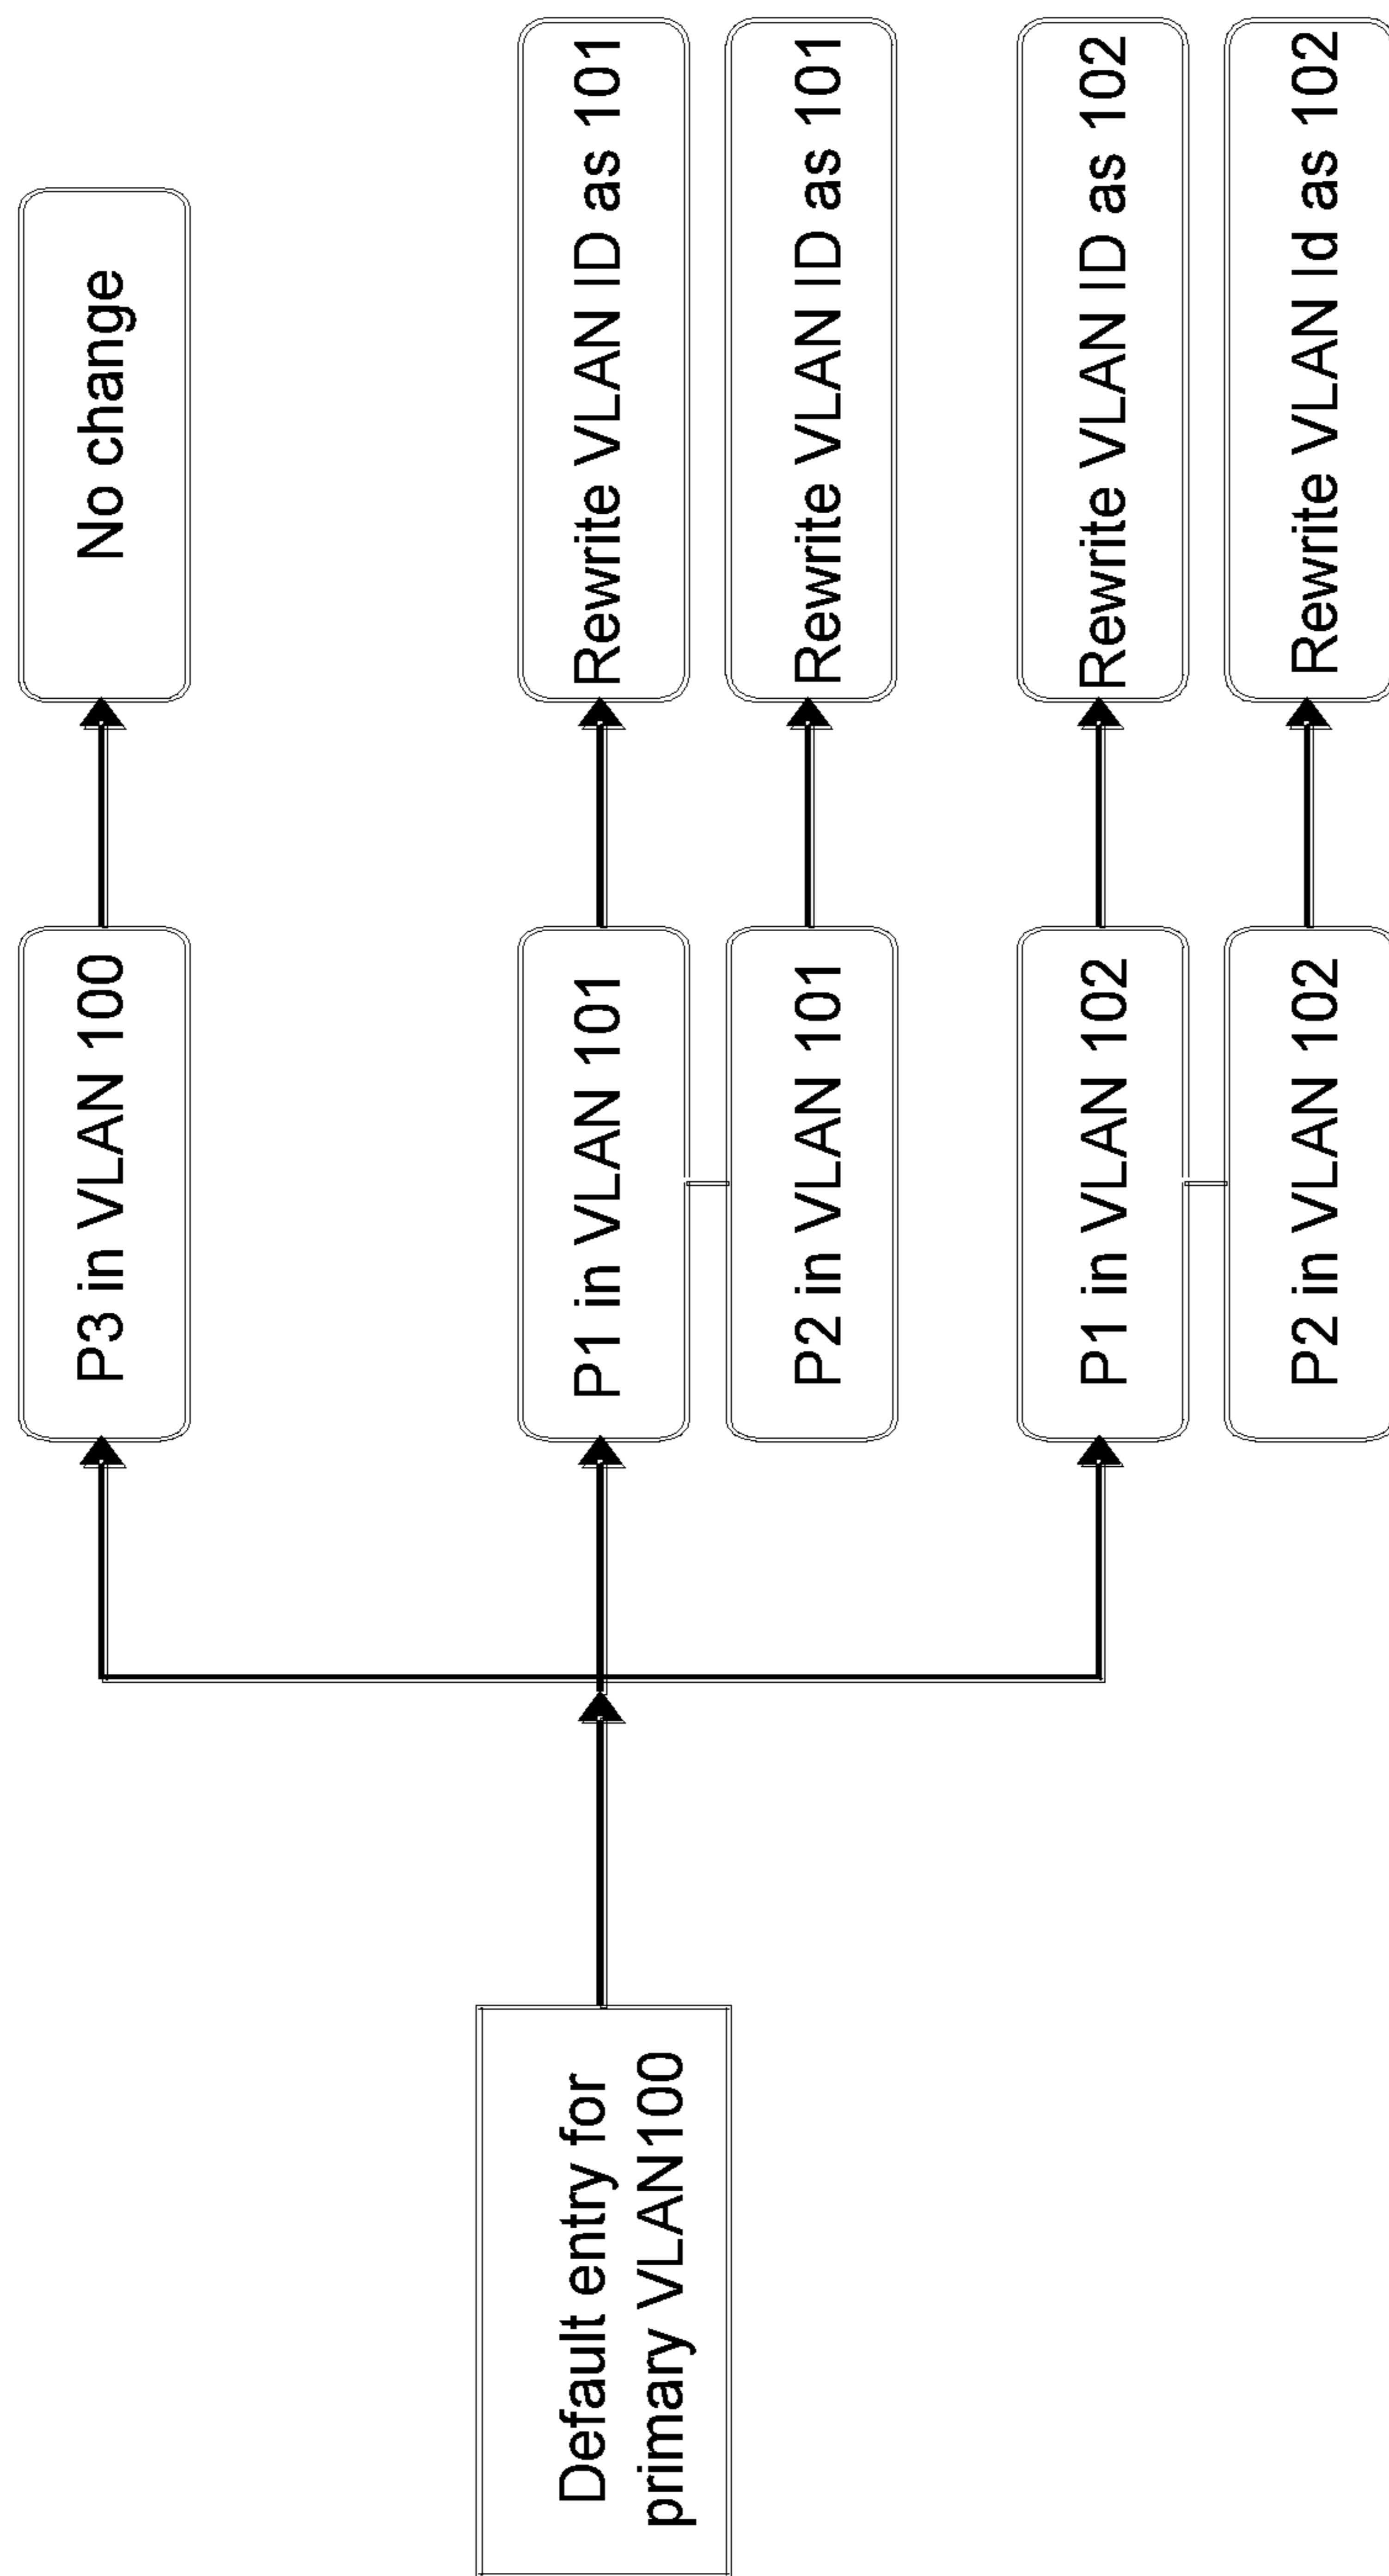 Default entry for
primary VLAN100
P3 in VLAN 100
No change
P1 in VLAN 101
Rewrite VLAN ID as 101
P2 in VLAN 101
Rewrite VLAN ID as 101
P1 in VLAN 102
Rewrite VLAN ID as 102
P2 in VLAN 102
Rewrite VLAN Id as 102